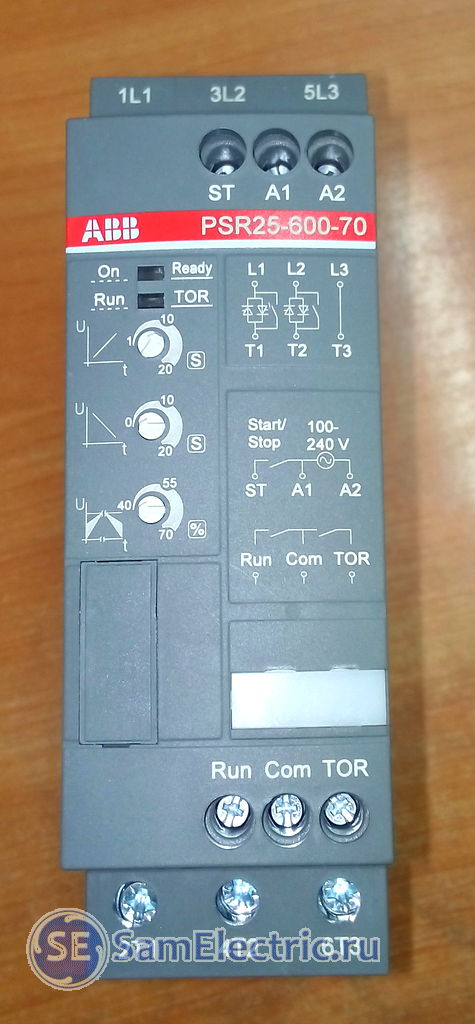 1L1 3L2 5L3
ST A1 A2
ABB PSR25-600-70
On Ready
Run TOR
U 1 10 20 t S
U 0 10 20 t S
U 40 55 70 t %
L1 L2 L3
T1 T2 T3
Start/ 100-
Stop 240 V
ST A1 A2
Run Com TOR
Run Com TOR
SE SamElectric.ru
6T3